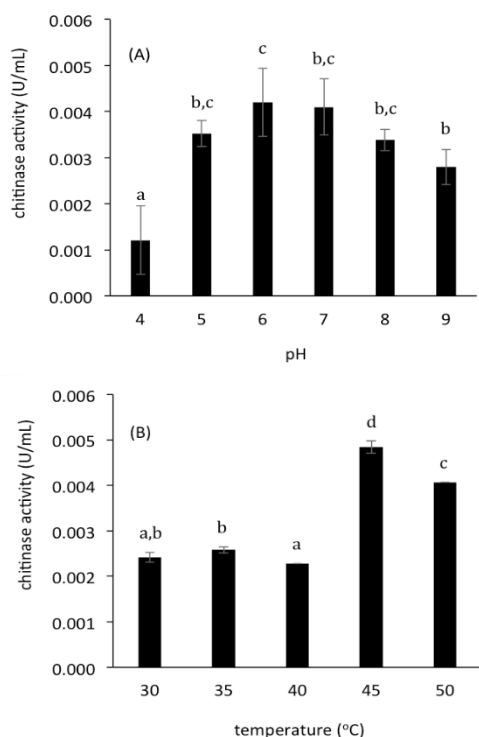 (A)
chitinase activity (U/mL)
0.006
0.005
0.004
0.003
0.002
0.001
0.000
a
b,c
c
b,c
b,c
b
4 5 6 7 8 9
pH
(B)
chitinase activity (U/mL)
0.006
0.005
0.004
0.003
0.002
0.001
0.000
a,b
b
a
d
c
30 35 40 45 50
temperature (°C)